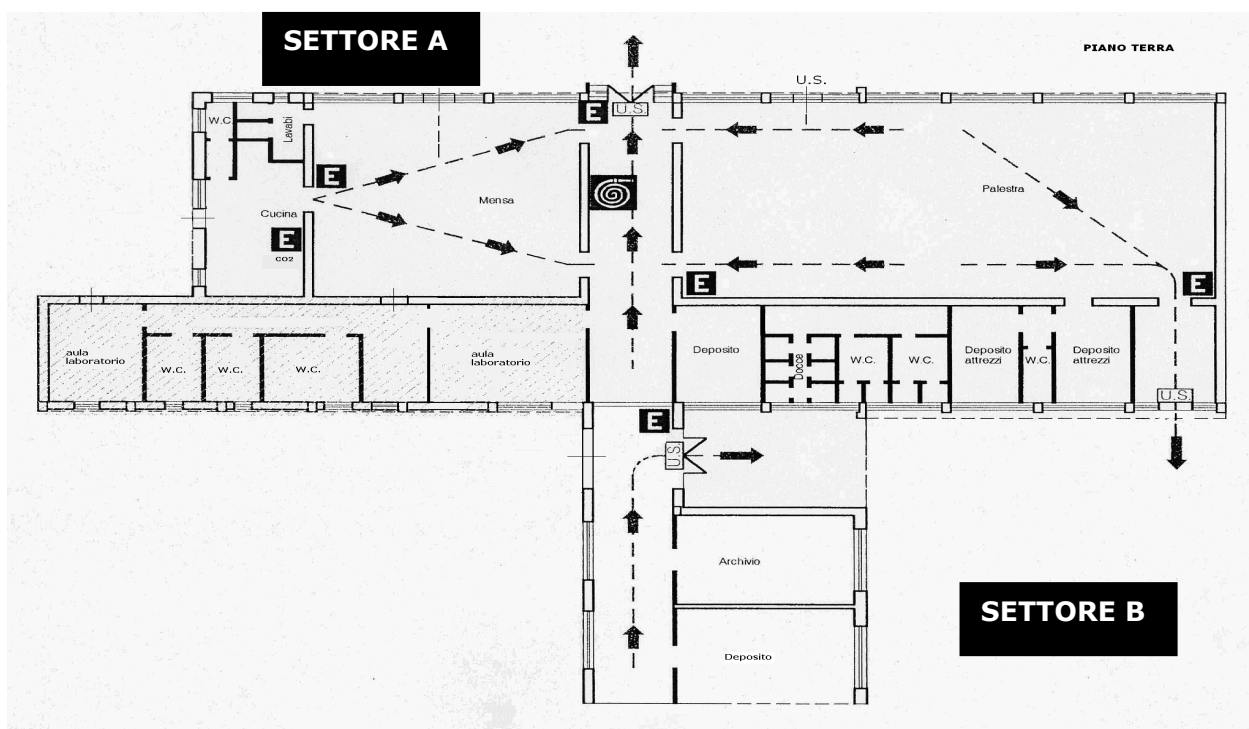 SETTORE A
PIANO TERRA
U.S.
E
U.S
W.C
Lavabi
E
Mensa
Palestra
Cucina
E
CO2
E
E
aula
laboratorio
W.C.
W.C.
W.C.
aula
laboratorio
Deposito
Docce
W.C.
W.C.
Deposito
attrezzi
W.C.
Deposito
attrezzi
U.S.
E
U.S
Archivio
SETTORE B
Deposito